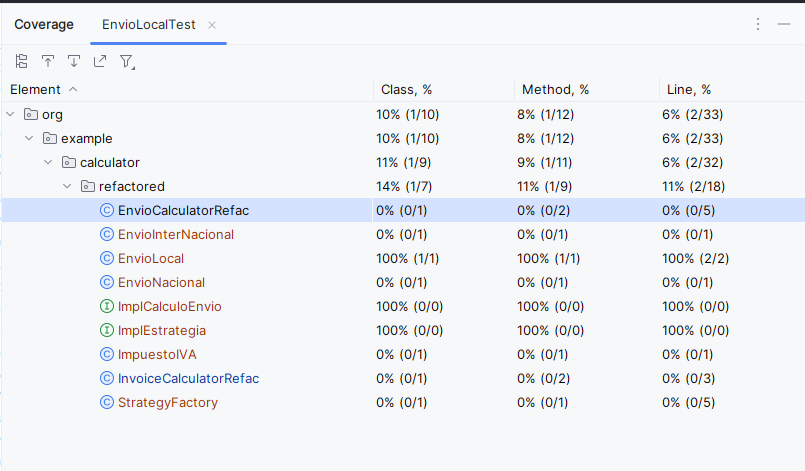 Coverage EnvioLocalTest
Element Class, % Method, % Line, %
org 10% (1/10) 8% (1/12) 6% (2/33)
example 10% (1/10) 8% (1/12) 6% (2/33)
calculator 11% (1/9) 9% (1/11) 6% (2/32)
refactored 14% (1/7) 11% (1/9) 11% (2/18)
EnvioCalculatorRefac 0% (0/1) 0% (0/2) 0% (0/5)
EnvioInterNacional 0% (0/1) 0% (0/1) 0% (0/1)
EnvioLocal 100% (1/1) 100% (1/1) 100% (2/2)
EnvioNacional 0% (0/1) 0% (0/1) 0% (0/1)
ImplCalculoEnvio 100% (0/0) 100% (0/0) 100% (0/0)
ImplEstrategia 100% (0/0) 100% (0/0) 100% (0/0)
ImpuestoIVA 0% (0/1) 0% (0/1) 0% (0/1)
InvoiceCalculatorRefac 0% (0/1) 0% (0/2) 0% (0/3)
StrategyFactory 0% (0/1) 0% (0/1) 0% (0/5)